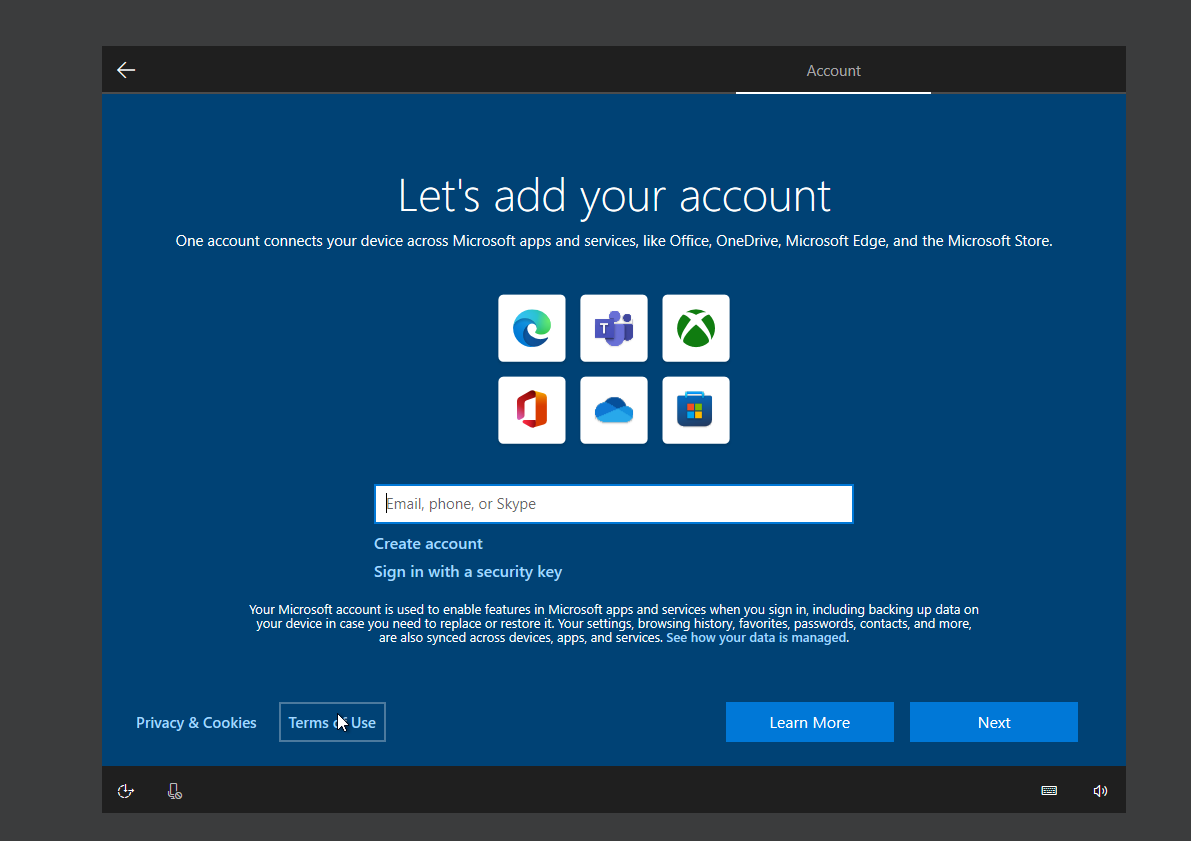 Account
Let's add your account
One account connects your device across Microsoft apps and services, like Office, OneDrive, Microsoft Edge, and the Microsoft Store.
T
Email, phone, or Skype
Create account
Sign in with a security key
Your Microsoft account is used to enable features in Microsoft apps and services when you sign in, including backing up data on
your device in case you need to replace or restore it. Your settings, browsing history, favorites, passwords, contacts, and more,
are also synced across devices, apps, and services. See how your data is managed.
Privacy & Cookies
Terms of Use
Learn More
Next